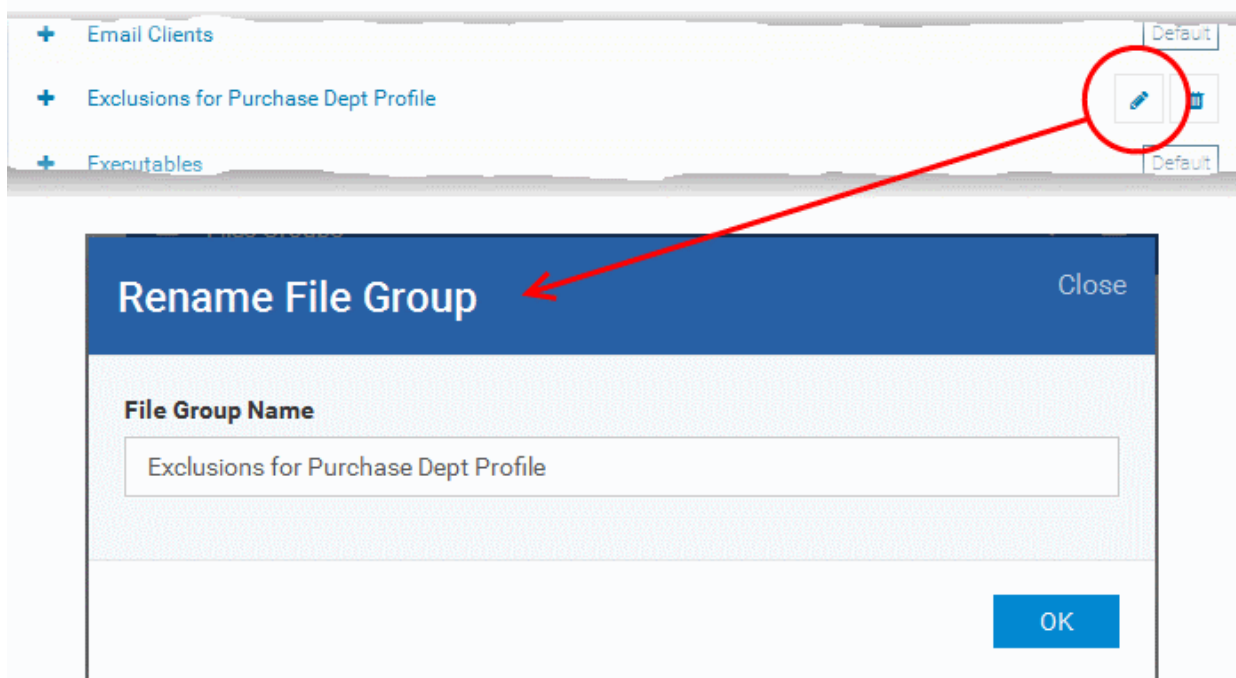 Email Clients Default
Exclusions for Purchase Dept Profile
Executables Default
Rename File Group Close
File Group Name
Exclusions for Purchase Dept Profile
OK